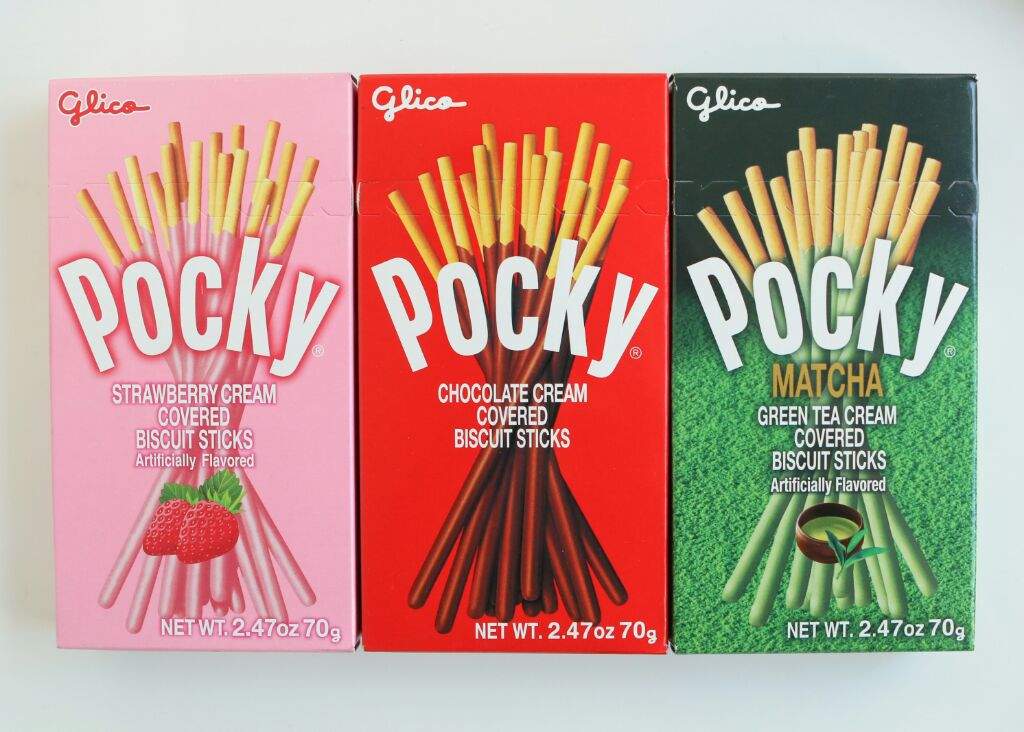 Glico
Pocky®
STRAWBERRY CREAM
COVERED
BISCUIT STICKS
Artificially Flavored
NET WT. 2.47oz 70g
Glico
Pocky®
CHOCOLATE CREAM
COVERED
BISCUIT STICKS
NET WT. 2.47oz 70g
Glico
Pocky®
MATCHA
GREEN TEA CREAM
COVERED
BISCUIT STICKS
Artificially Flavored
NET WT. 2.47oz 70g